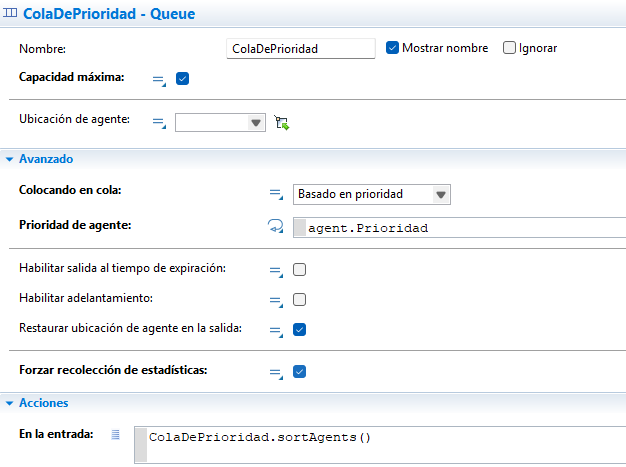 ColaDePrioridad - Queue
Nombre: ColaDePrioridad Mostrar nombre Ignorar
Capacidad máxima:
Ubicación de agente:
Avanzado
Colocando en cola: Basado en prioridad
Prioridad de agente: agent.Prioridad
Habilitar salida al tiempo de expiración:
Habilitar adelantamiento:
Restaurar ubicación de agente en la salida:
Forzar recolección de estadísticas:
Acciones
En la entrada: ColaDePrioridad.sortAgents()